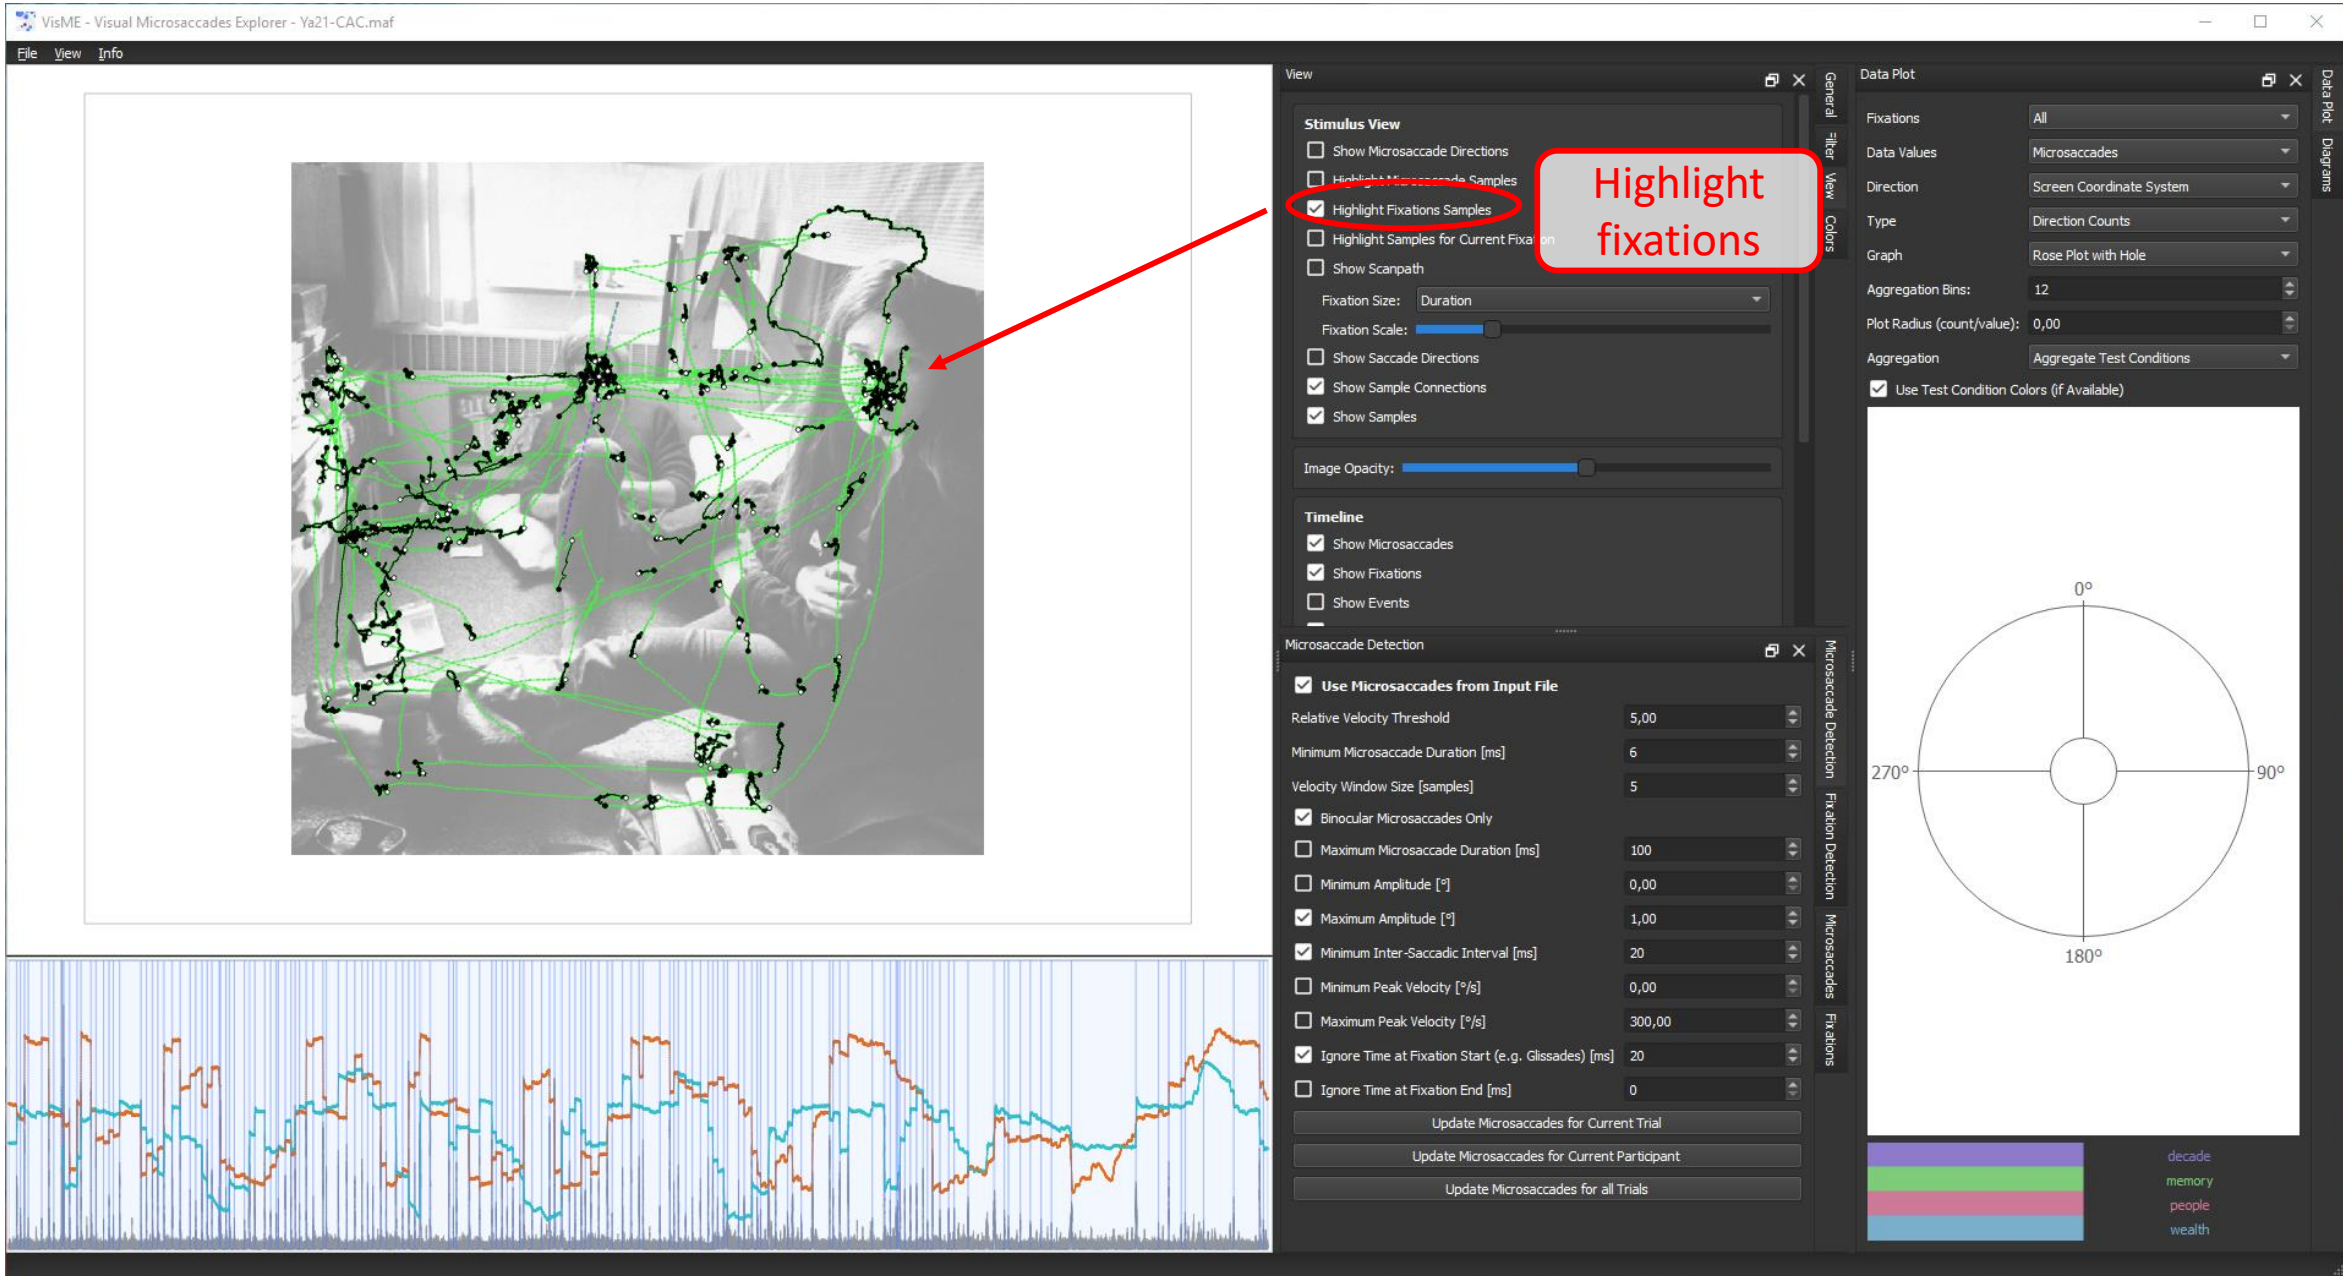 VisME - Visual Microsaccades Explorer - Ya21-CAC.maf
File View Info
View
Stimulus View
Show Microsaccade Directions
Highlight Microsaccade Samples
Highlight Fixations Samples
Highlight Samples for Current Fixation
Show Scanpath
Fixation Size: Duration
Fixation Scale:
Show Saccade Directions
Show Sample Connections
Show Samples
Image Opacity:
Timeline
Show Microsaccades
Show Fixations
Show Events
Highlight
fixations
General
Filter
View
Colors
Microsaccade Detection
Use Microsaccades from Input File
Relative Velocity Threshold 5,00
Minimum Microsaccade Duration [ms] 6
Velocity Window Size [samples] 5
Binocular Microsaccades Only
Maximum Microsaccade Duration [ms] 100
Minimum Amplitude [°] 0,00
Maximum Amplitude [°] 1,00
Minimum Inter-Saccadic Interval [ms] 20
Minimum Peak Velocity [°/s] 0,00
Maximum Peak Velocity [°/s] 300,00
Ignore Time at Fixation Start (e.g. Glissades) [ms] 20
Ignore Time at Fixation End [ms] 0
Update Microsaccades for Current Trial
Update Microsaccades for Current Participant
Update Microsaccades for all Trials
Microsaccade Detection
Fixation Detection
Microsaccades
Fixations
Data Plot
Fixations All
Data Values Microsaccades
Direction Screen Coordinate System
Type Direction Counts
Graph Rose Plot with Hole
Aggregation Bins: 12
Plot Radius (count/value): 0,00
Aggregation Aggregate Test Conditions
Use Test Condition Colors (if Available)
0°
270°
90°
180°
decade
memory
people
wealth
Data Plot
Diagrams